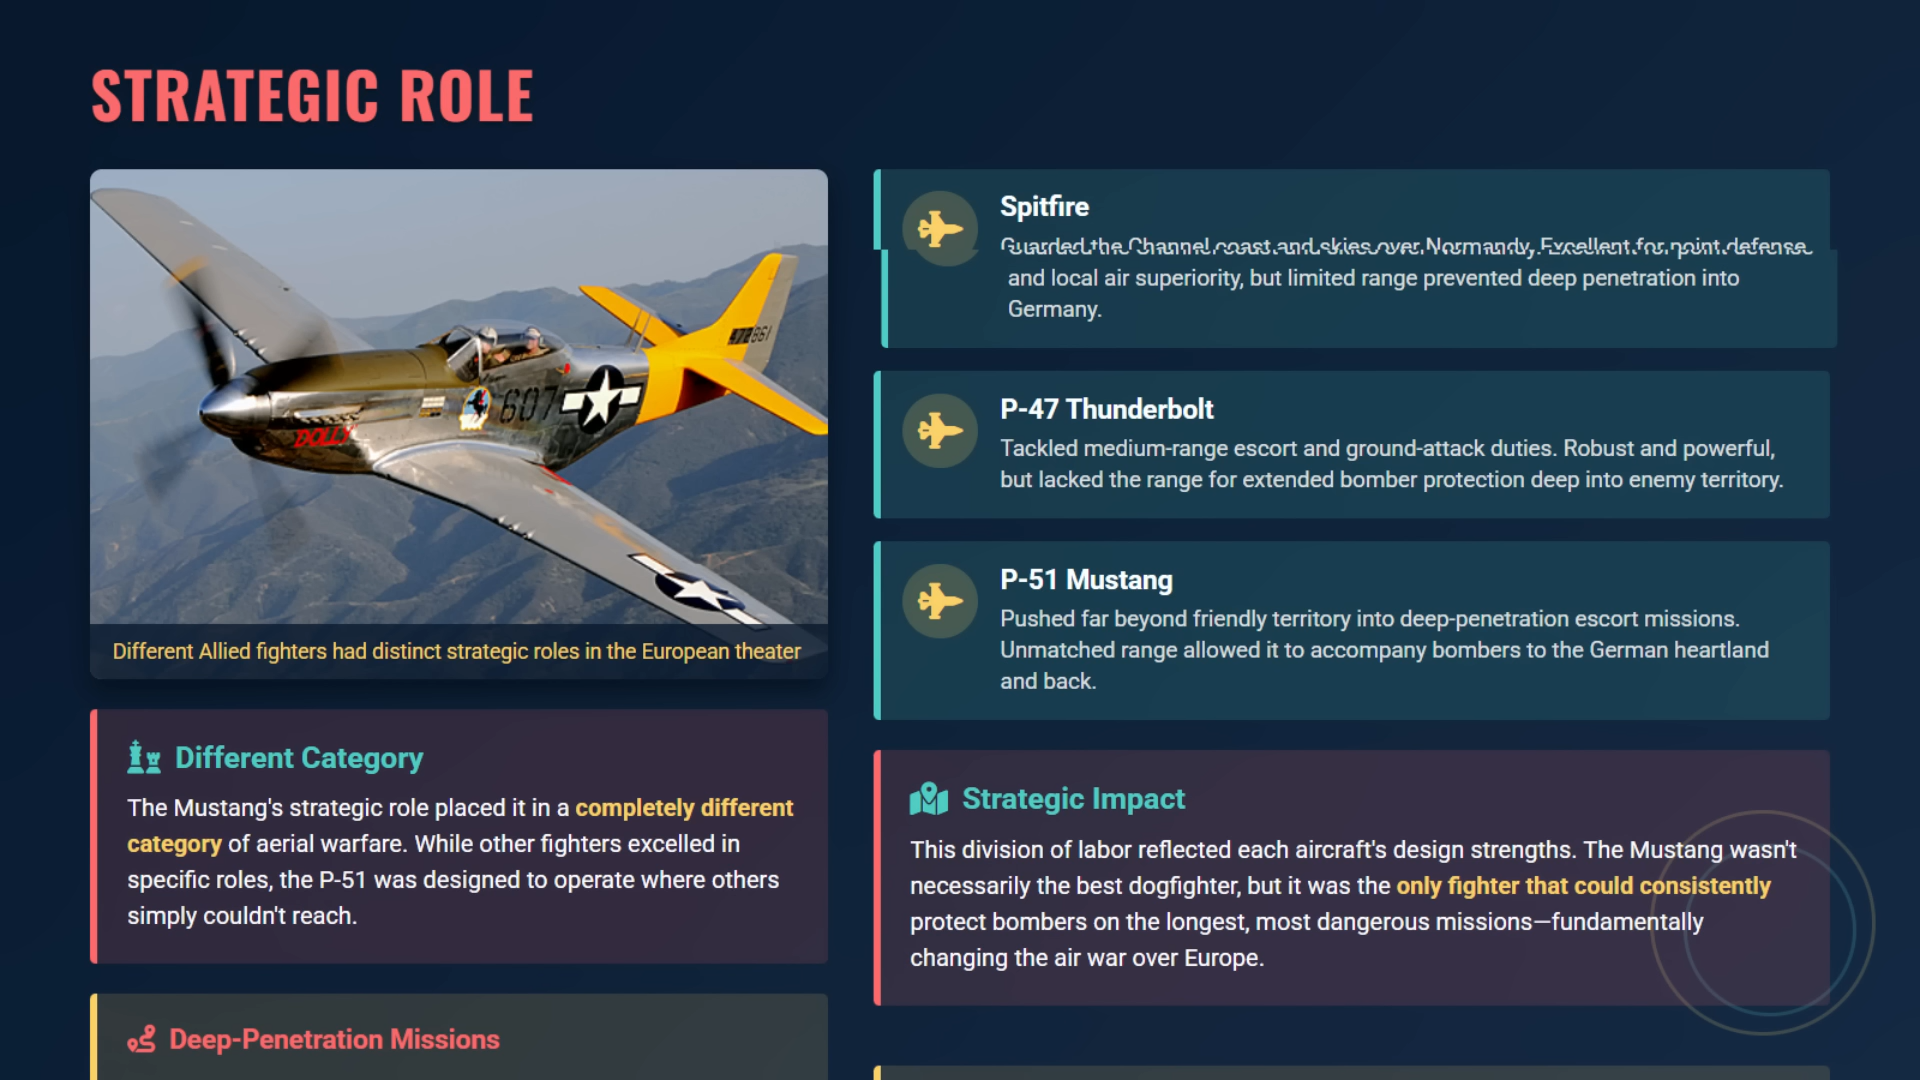 STRATEGIC ROLE
472861
607
DOLLY
Different Allied fighters had distinct strategic roles in the European theater
Different Category
The Mustang's strategic role placed it in a completely different
category of aerial warfare. While other fighters excelled in
specific roles, the P-51 was designed to operate where others
simply couldn't reach.
Deep-Penetration Missions
Spitfire
Guarded the Channel coast and skies over Normandy. Excellent for point defense
and local air superiority, but limited range prevented deep penetration into
Germany.
P-47 Thunderbolt
Tackled medium-range escort and ground-attack duties. Robust and powerful,
but lacked the range for extended bomber protection deep into enemy territory.
P-51 Mustang
Pushed far beyond friendly territory into deep-penetration escort missions.
Unmatched range allowed it to accompany bombers to the German heartland
and back.
Strategic Impact
This division of labor reflected each aircraft's design strengths. The Mustang wasn't
necessarily the best dogfighter, but it was the only fighter that could consistently
protect bombers on the longest, most dangerous missions—fundamentally
changing the air war over Europe.